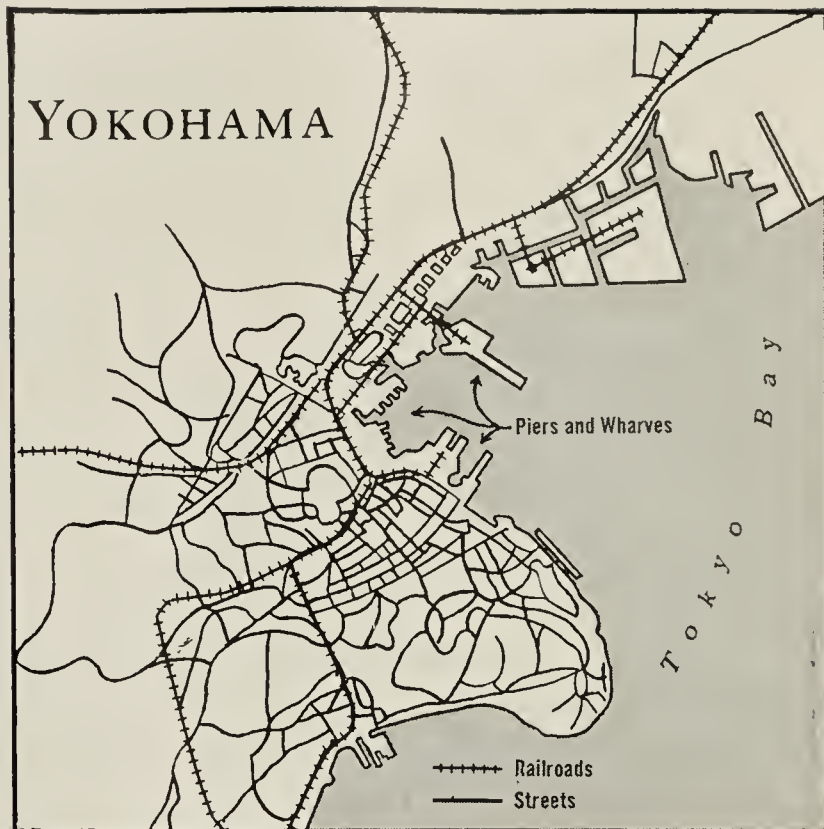 YOKOHAMA
Piers and Wharves
Tokyo Bay
Railroads
Streets